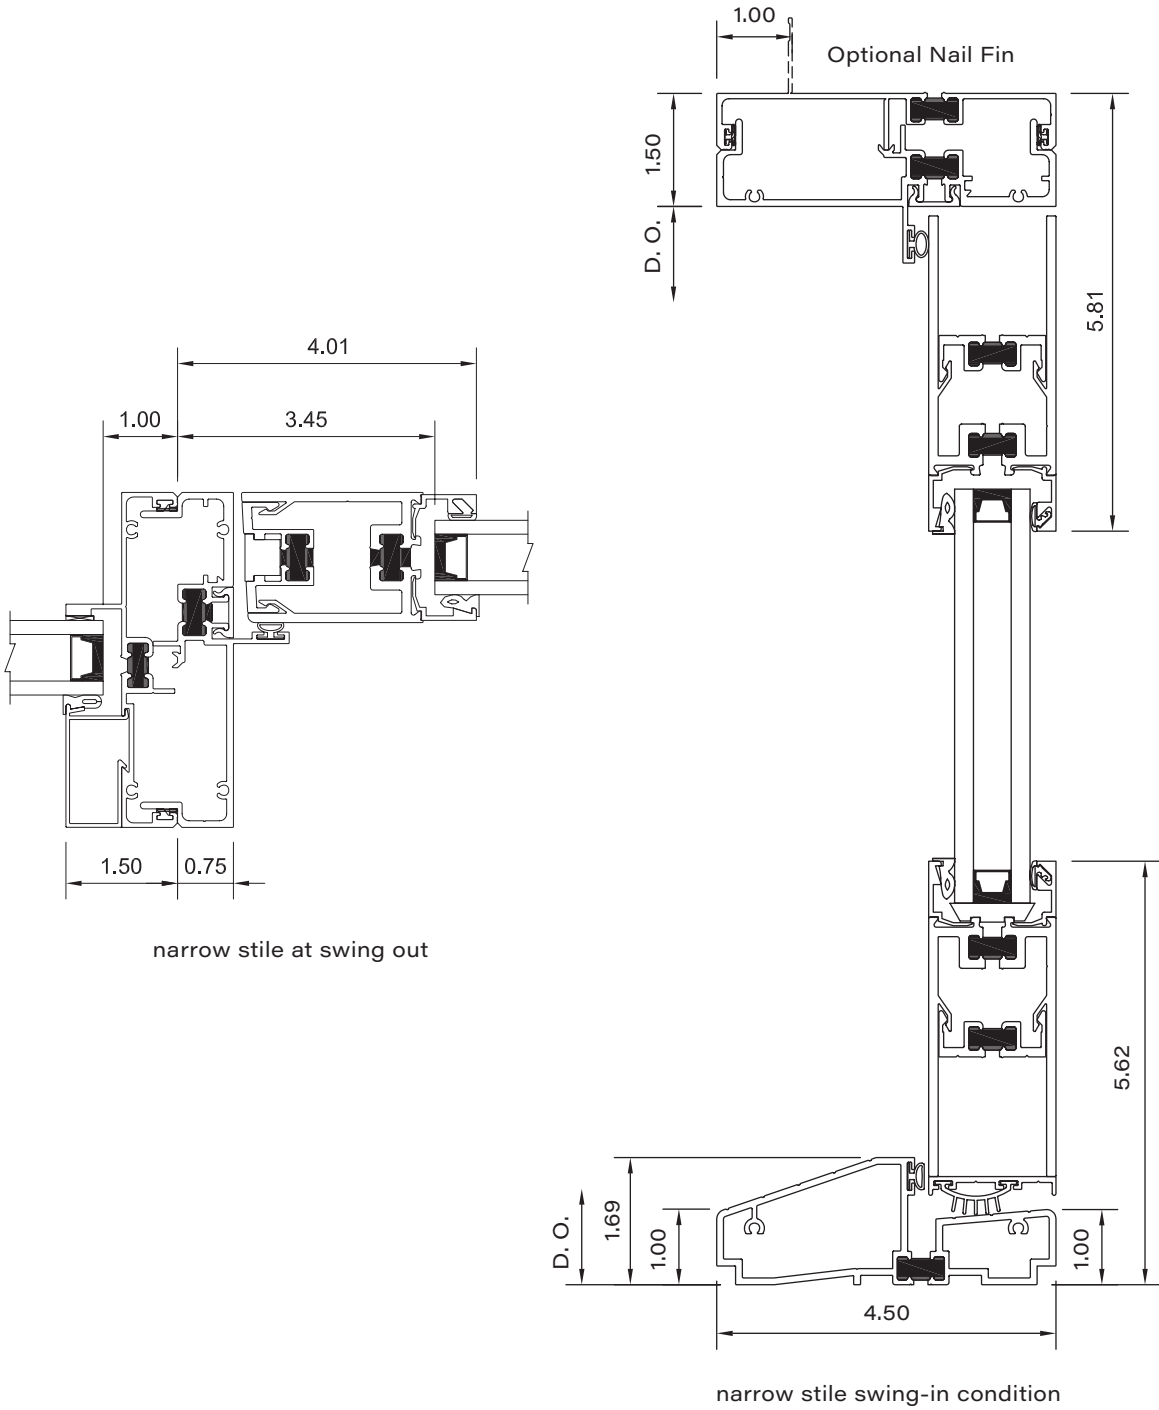 1.00
Optional Nail Fin
1.50
D. O.
5.81
4.01
1.00
3.45
1.50
0.75
narrow stile at swing out
5.62
D. O.
1.69
1.00
1.00
4.50
narrow stile swing-in condition